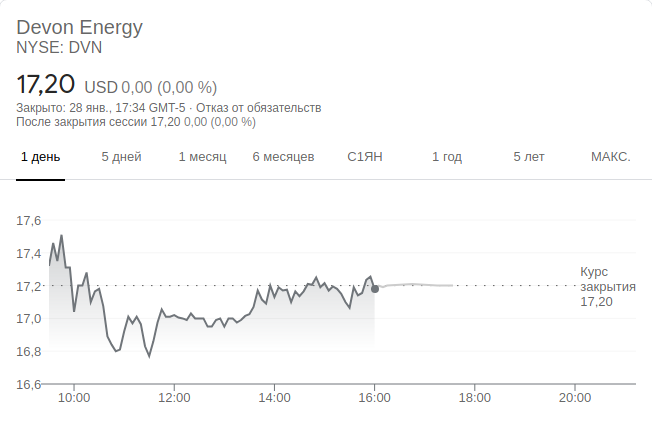 Devon Energy
NYSE: DVN
17,20 USD 0,00 (0,00 %)
Закрыто: 28 янв., 17:34 GMT-5 · Отказ от обязательств
После закрытия сессии 17,20 0,00 (0,00 %)
1 день 5 дней 1 месяц 6 месяцев С1ЯН 1 год 5 лет МАКС.
17,6
17,4
17,2
17,0
16,8
16,6
Курс
закрытия
17,20
10:00 12:00 14:00 16:00 18:00 20:00